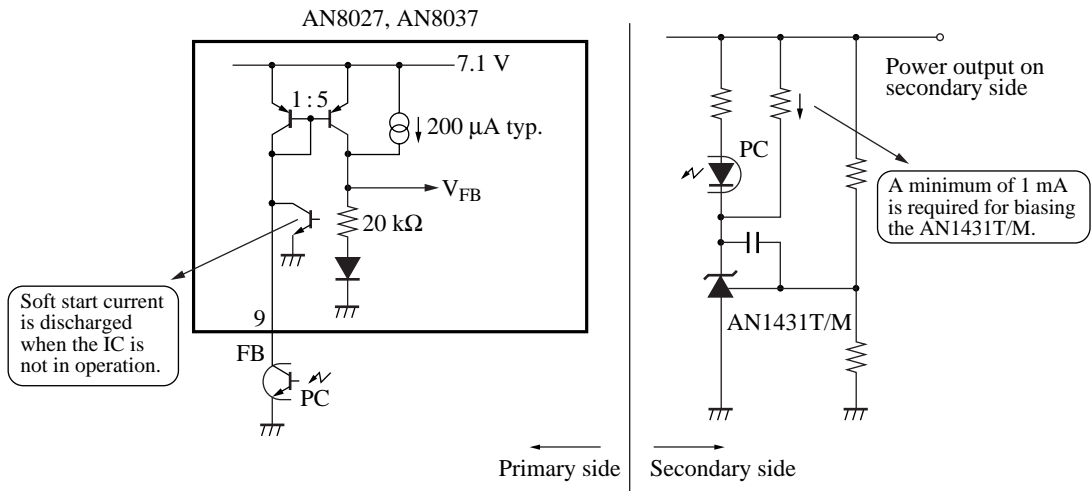 AN8027, AN8037
7.1 V
1 : 5
200 µA typ.
VFB
20 kΩ
Soft start current
is discharged
when the IC is
not in operation.
9
FB
PC
Primary side
Power output on
secondary side
PC
A minimum of 1 mA
is required for biasing
the AN1431T/M.
AN1431T/M
Secondary side